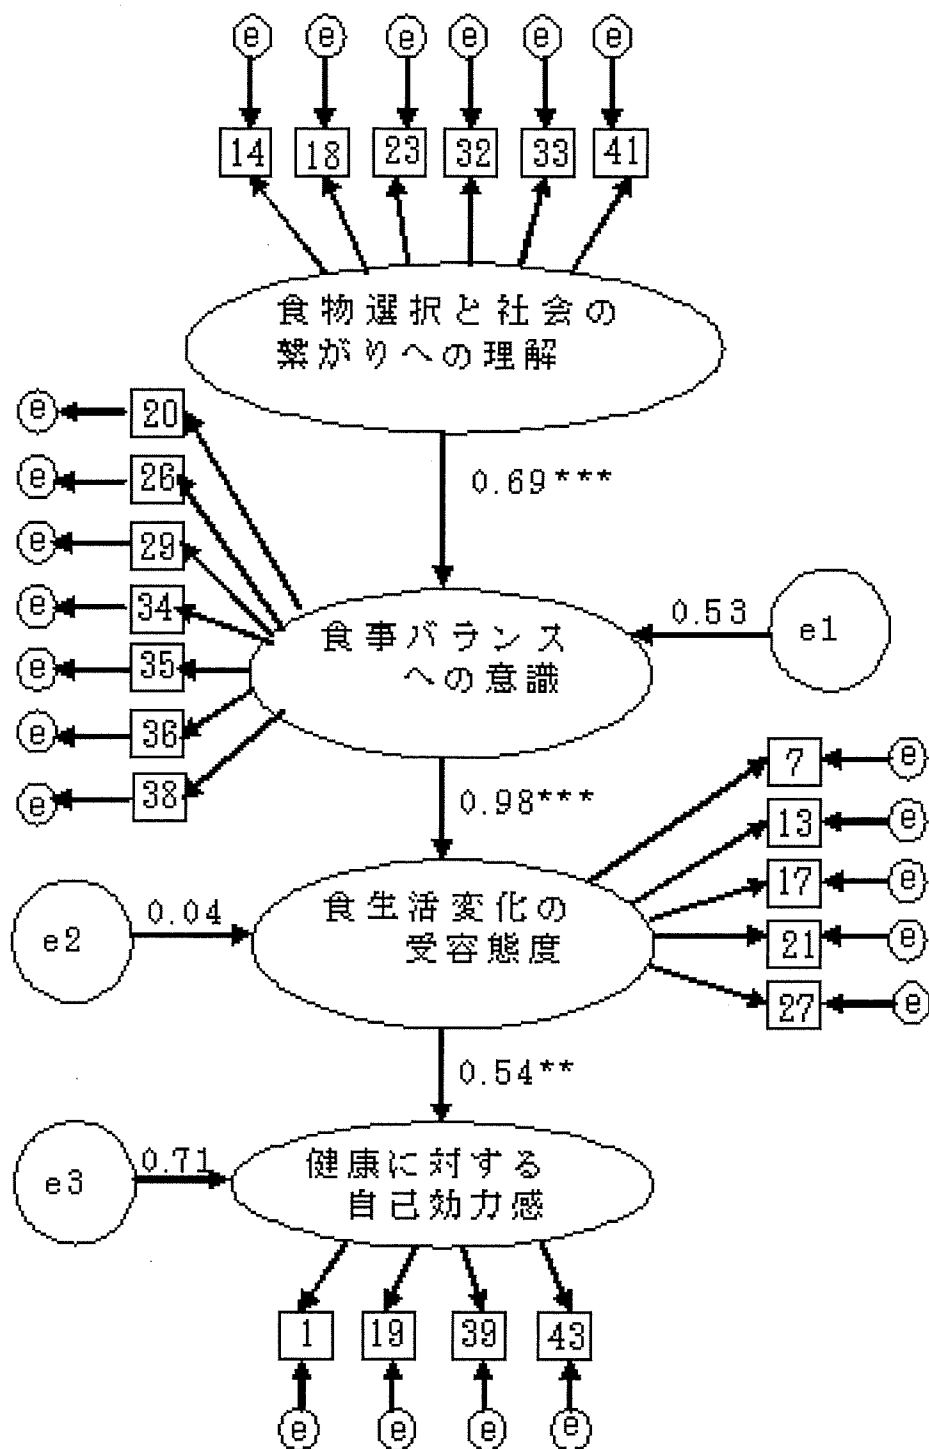 e e e e e e
14 18 23 32 33 41
食物選択と社会の
繋がりへの理解
0.69***
e 20
e 26
e 29
e 34
e 35
e 36
e 38
食事バランス
への意識
0.53
e1
0.98***
7 e
13 e
17 e
21 e
27 e
e2
0.04
食生活変化の
受容態度
0.54**
e3
0.71
健康に対する
自己効力感
1 19 39 43
e e e e